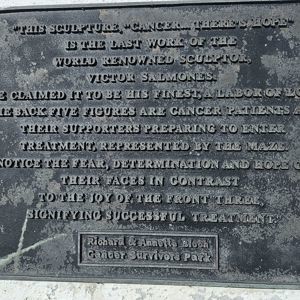 "THIS SCULPTURE, "CANCER...THERE'S HOPE"
IS THE LAST WORK OF THE
WORLD RENOWNED SCULPTOR,
VICTOR SALMONES.
E CLAIMED IT TO BE HIS FINEST, A LABOR OF LO
HE BACK FIVE FIGURES ARE CANCER PATIENTS A
THEIR SUPPORTERS PREPARING TO ENTER
TREATMENT, REPRESENTED BY THE MAZE.
NOTICE THE FEAR, DETERMINATION AND HOPE O
THEIR FACES IN CONTRAST
TO THE JOY OF THE FRONT THREE,
SIGNIFYING SUCCESSFUL TREATMENT."
Richard & Annette Bloch
Cancer Survivors Park